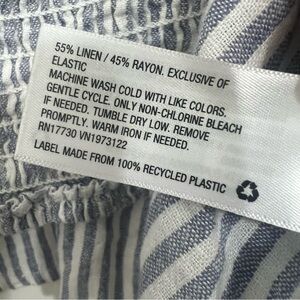 55% LINEN / 45% RAYON. EXCLUSIVE OF
ELASTIC
MACHINE WASH COLD WITH LIKE COLORS.
GENTLE CYCLE. ONLY NON-CHLORINE BLEACH
IF NEEDED. TUMBLE DRY LOW. REMOVE
PROMPTLY. WARM IRON IF NEEDED.
RN17730 VN1973122
LABEL MADE FROM 100% RECYCLED PLASTIC